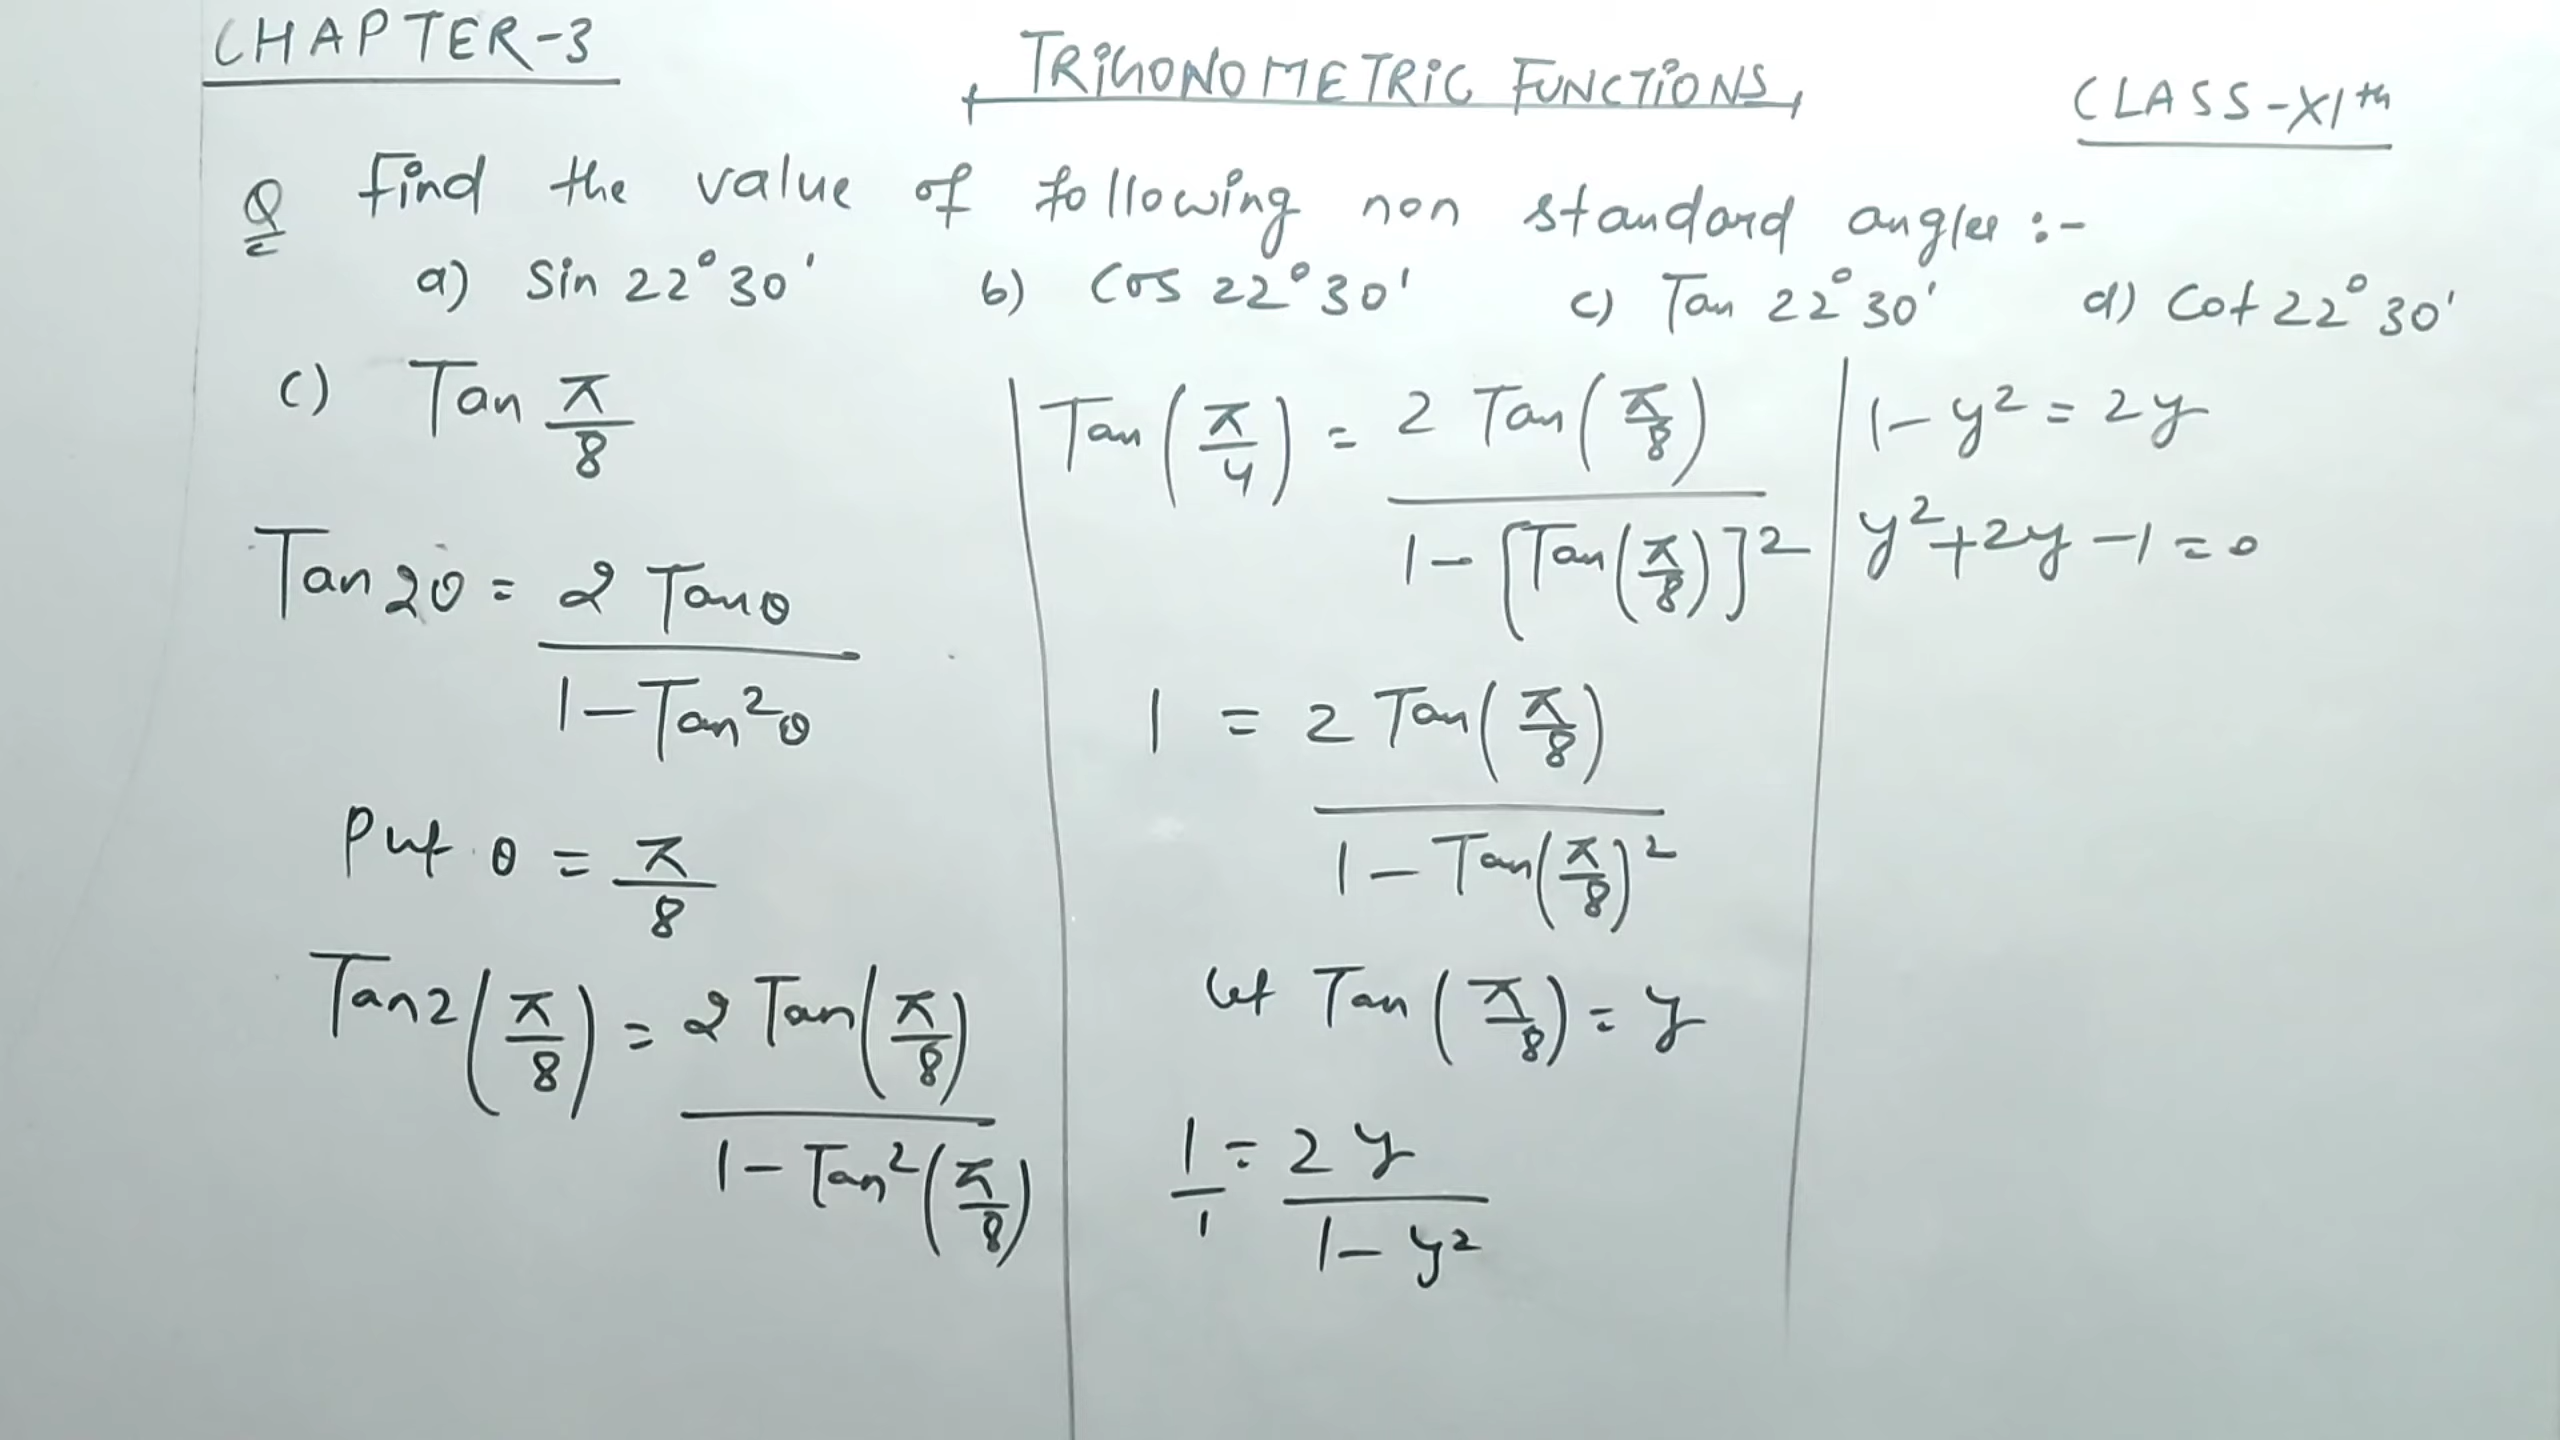 CHAPTER-3
TRIGONOMETRIC FUNCTIONS
CLASS-XIth
Q Find the value of following non standard angles :-
a) Sin 22°30' b) Cos 22°30' c) Tan 22°30' d) Cot 22°30'
c) Tan π/8
Tan 2θ = 2 Tanθ / 1-Tan²θ
Put θ = π/8
Tan2(π/8) = 2 Tan(π/8) / 1-Tan²(π/8)
Tan(π/4) = 2 Tan(π/8) / 1-[Tan(π/8)]²
1 = 2 Tan(π/8) / 1-Tan(π/8)²
let Tan(π/8) = y
1/1 = 2y / 1-y²
1-y² = 2y
y²+2y-1=0